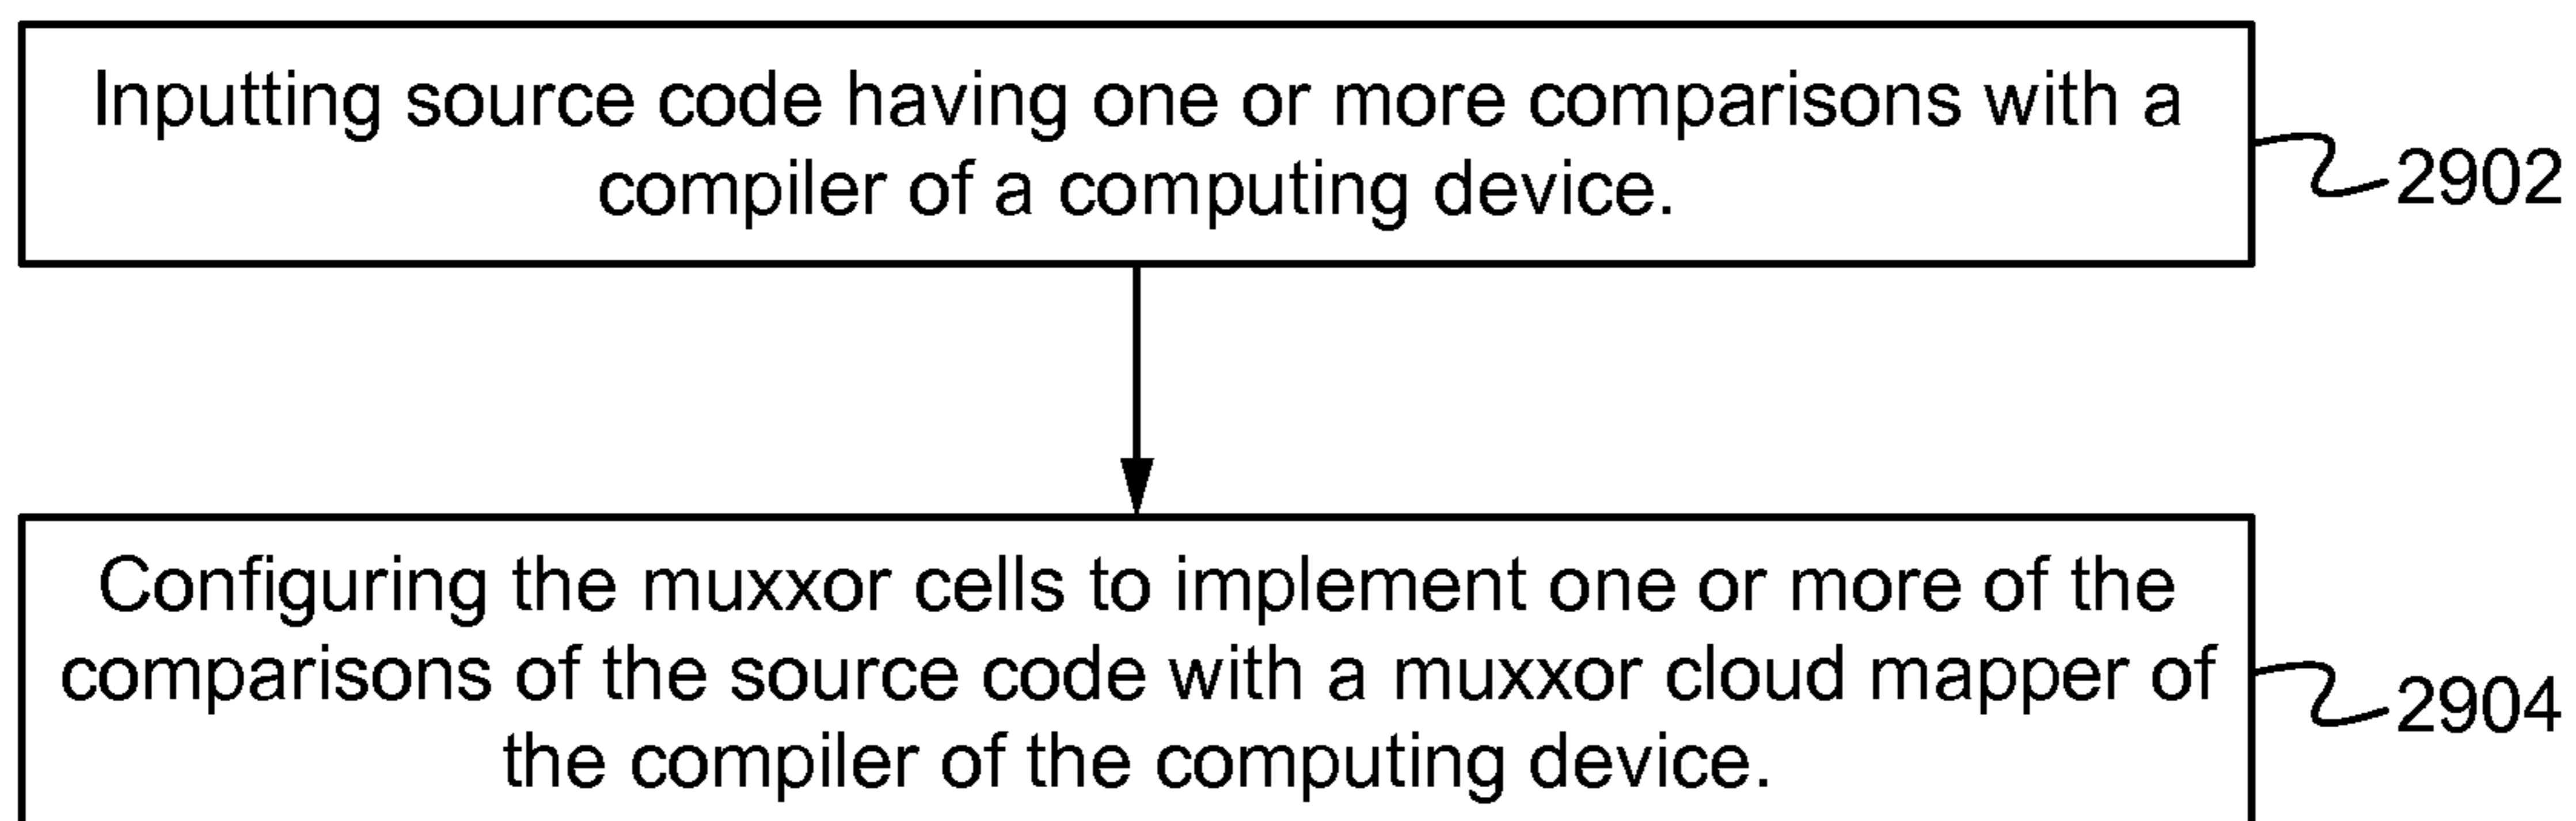 Inputting source code having one or more comparisons with a
compiler of a computing device.
2902
Configuring the muxxor cells to implement one or more of the
comparisons of the source code with a muxxor cloud mapper of
the compiler of the computing device.
2904